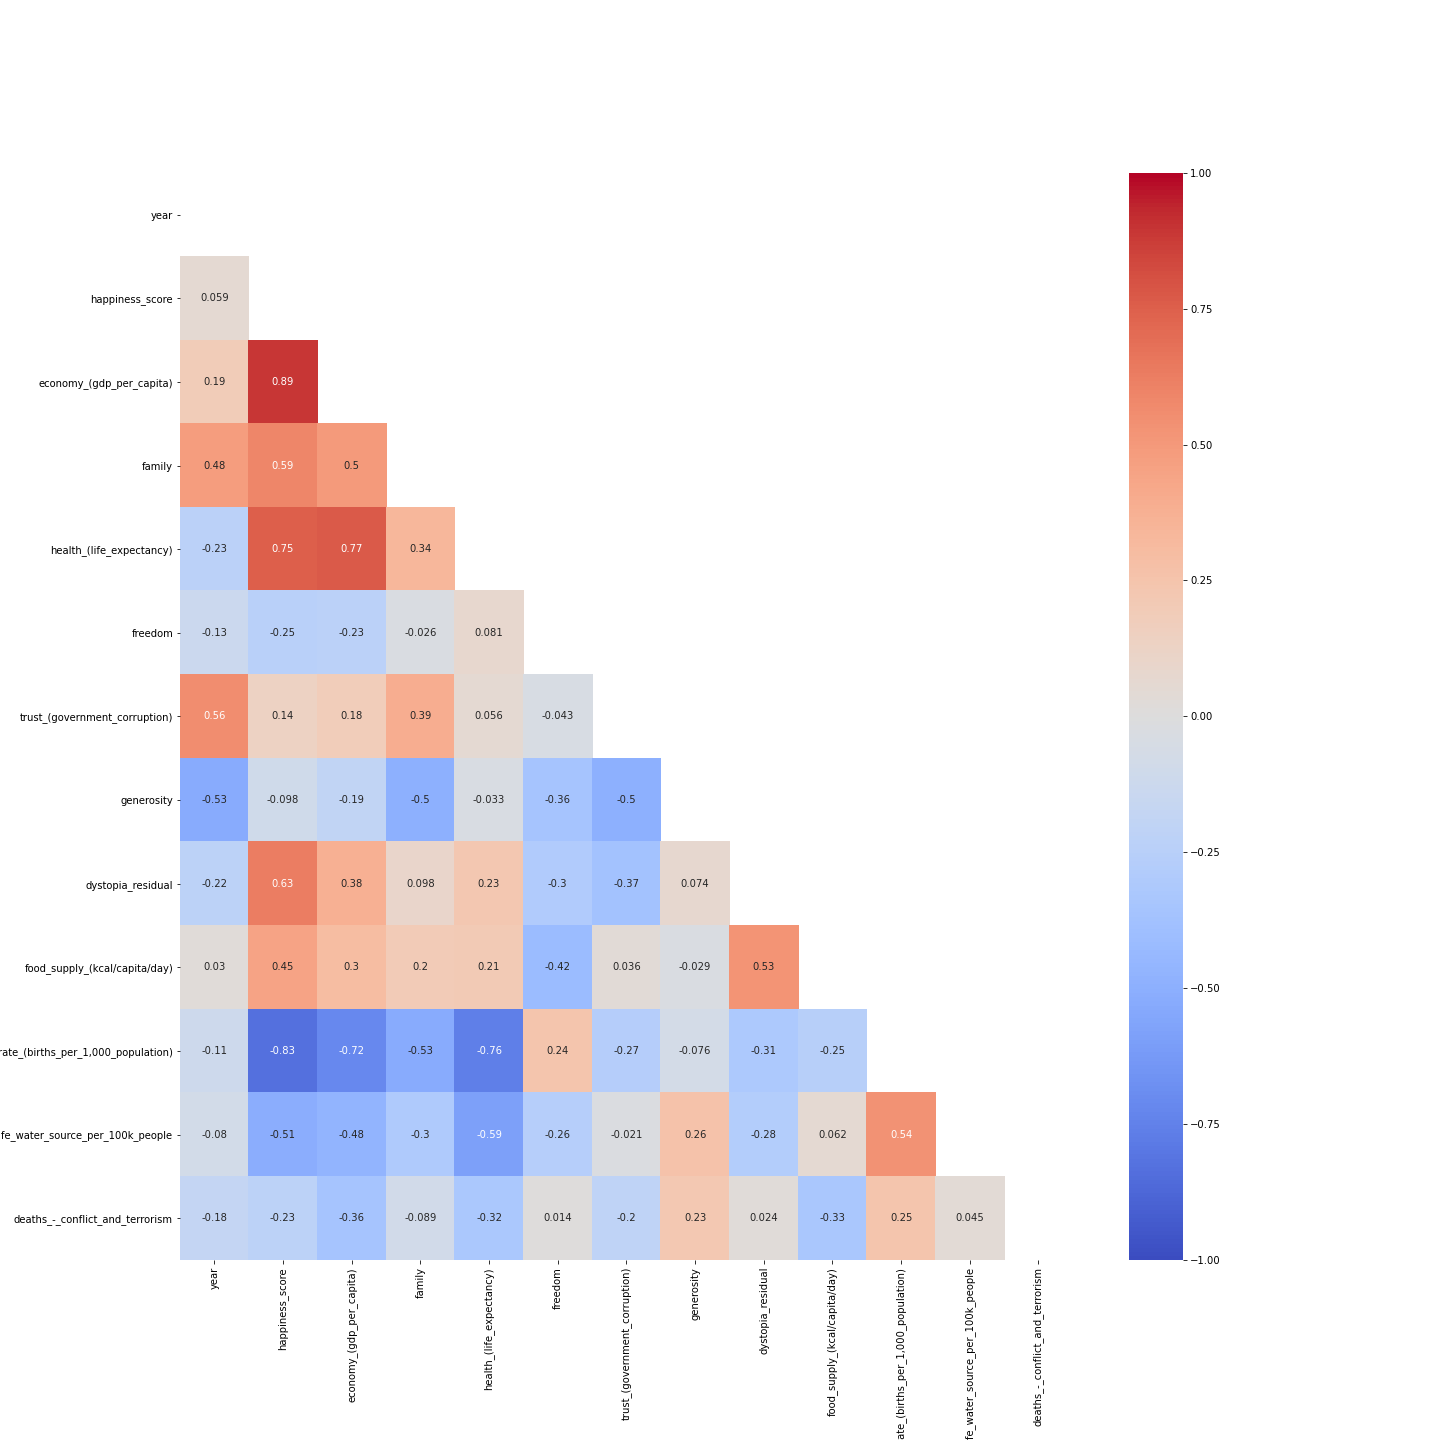 1.00
year
happiness_score 0.059
0.75
economy_(gdp_per_capita) 0.19 0.89
family 0.48 0.59 0.5
0.50
health_(life_expectancy) -0.23 0.75 0.77 0.34
0.25
freedom -0.13 -0.25 -0.23 -0.026 0.081
trust_(government_corruption) 0.56 0.14 0.18 0.39 0.056 -0.043
0.00
generosity -0.53 -0.098 -0.19 -0.5 -0.033 -0.36 -0.5
−0.25
dystopia_residual -0.22 0.63 0.38 0.098 0.23 -0.3 -0.37 0.074
food_supply_(kcal/capita/day) 0.03 0.45 0.3 0.2 0.21 -0.42 0.036 -0.029 0.53
−0.50
rate_(births_per_1,000_population) -0.11 -0.83 -0.72 -0.53 -0.76 0.24 -0.27 -0.076 -0.31 -0.25
−0.75
fe_water_source_per_100k_people -0.08 -0.51 -0.48 -0.3 -0.59 -0.26 -0.021 0.26 -0.28 0.062 0.54
deaths_-_conflict_and_terrorism -0.18 -0.23 -0.36 -0.089 -0.32 0.014 -0.2 0.23 0.024 -0.33 0.25 0.045
−1.00
year
happiness_score
economy_(gdp_per_capita)
family
health_(life_expectancy)
freedom
trust_(government_corruption)
generosity
dystopia_residual
food_supply_(kcal/capita/day)
ate_(births_per_1,000_population)
fe_water_source_per_100k_people
deaths_-_conflict_and_terrorism